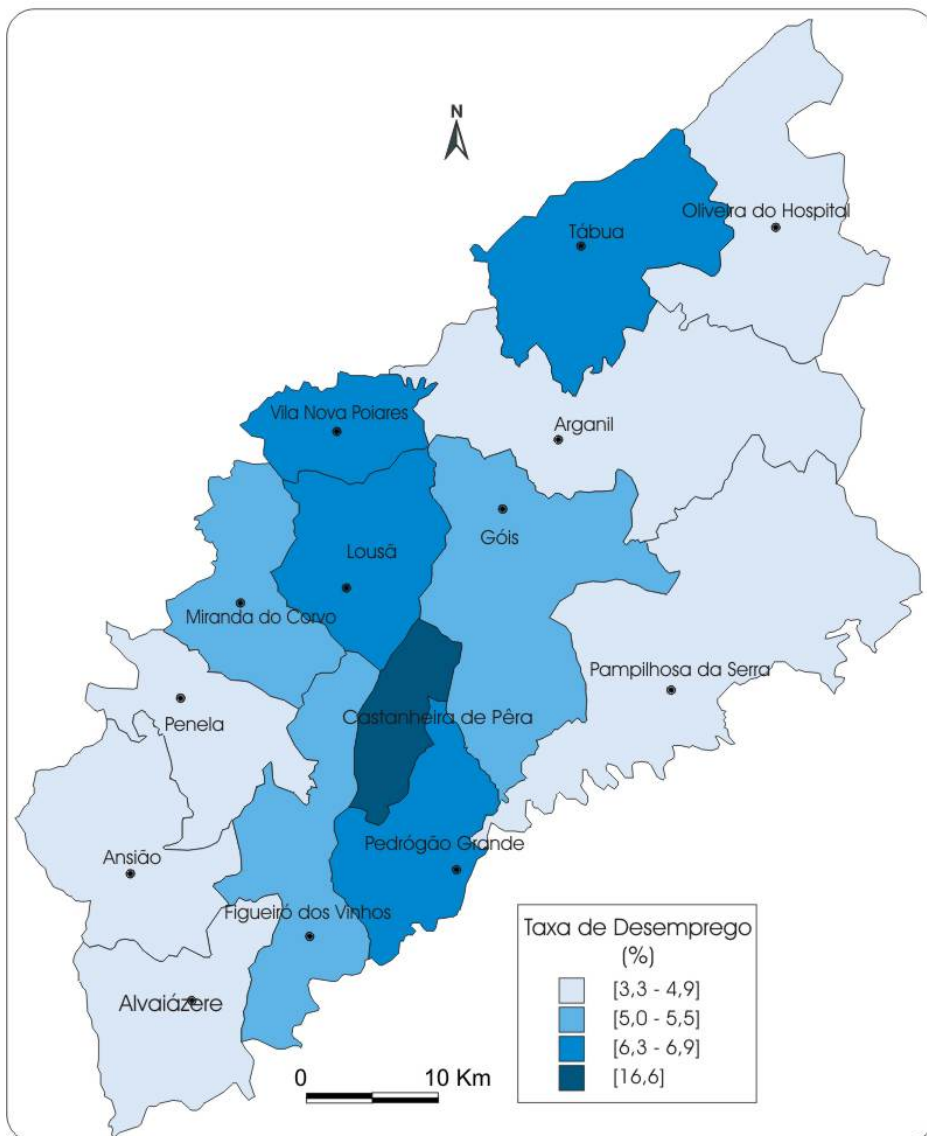 N
Oliveira do Hospital
Tábua
Vila Nova Poiares
Arganil
Góis
Lousã
Miranda do Corvo
Pampilhosa da Serra
Penela
Castanheira de Pêra
Pedrógão Grande
Ansião
Figueiró dos Vinhos
Alvaiázere
Taxa de Desemprego
(%)
[3,3 - 4,9]
[5,0 - 5,5]
[6,3 - 6,9]
[16,6]
0 10 Km